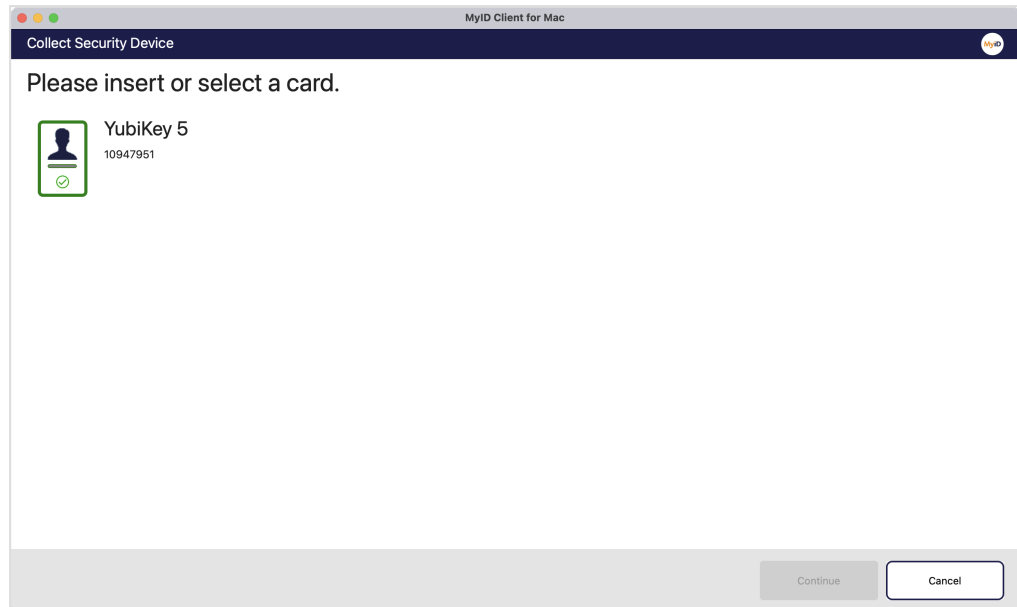 MyID Client for Mac
Collect Security Device
MyID
Please insert or select a card.
YubiKey 5
10947951
Continue
Cancel